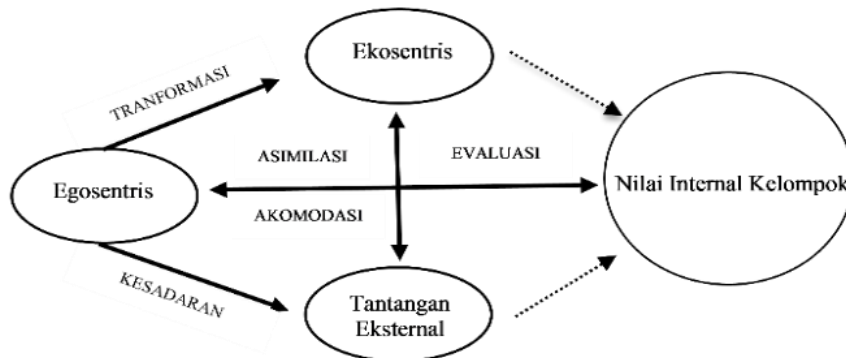 Ekosentris
TRANFORMASI
ASIMILASI
EVALUASI
Egosentris
Nilai Internal Kelompok
AKOMODASI
KESADARAN
Tantangan
Eksternal